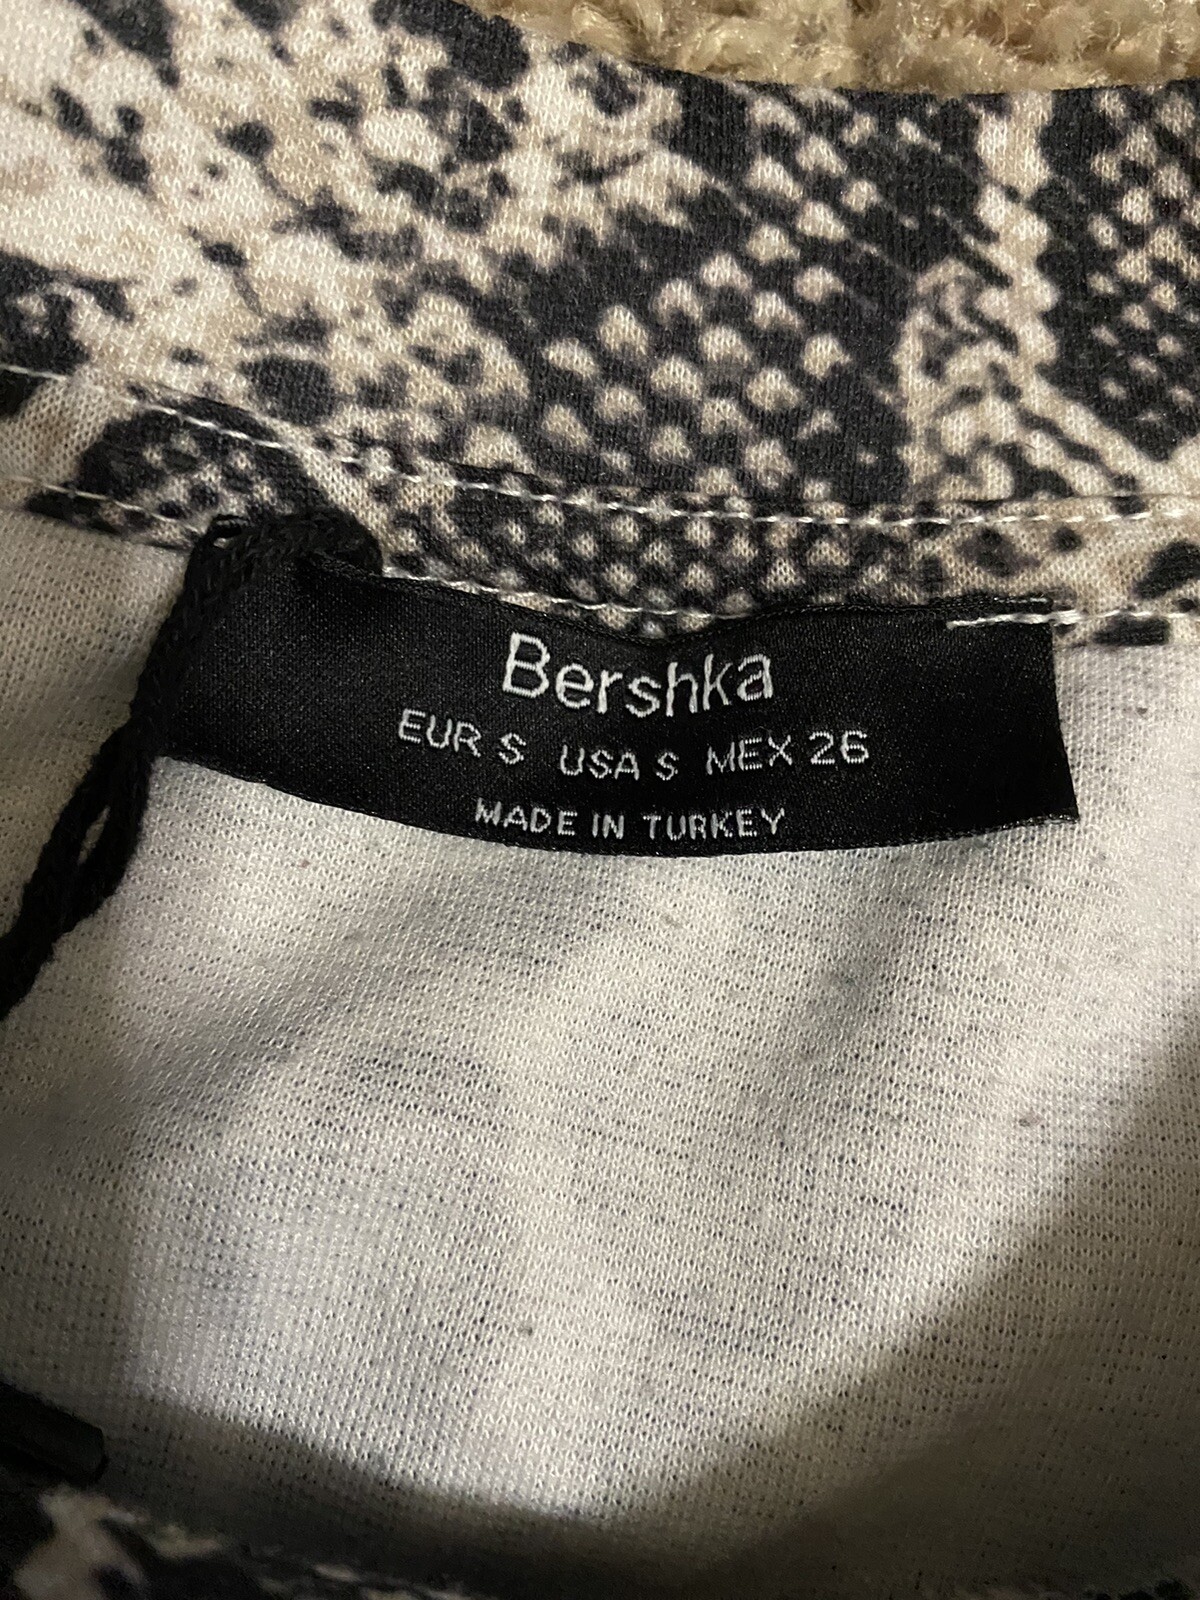 Bershka
EUR S USA S MEX 26
MADE IN TURKEY